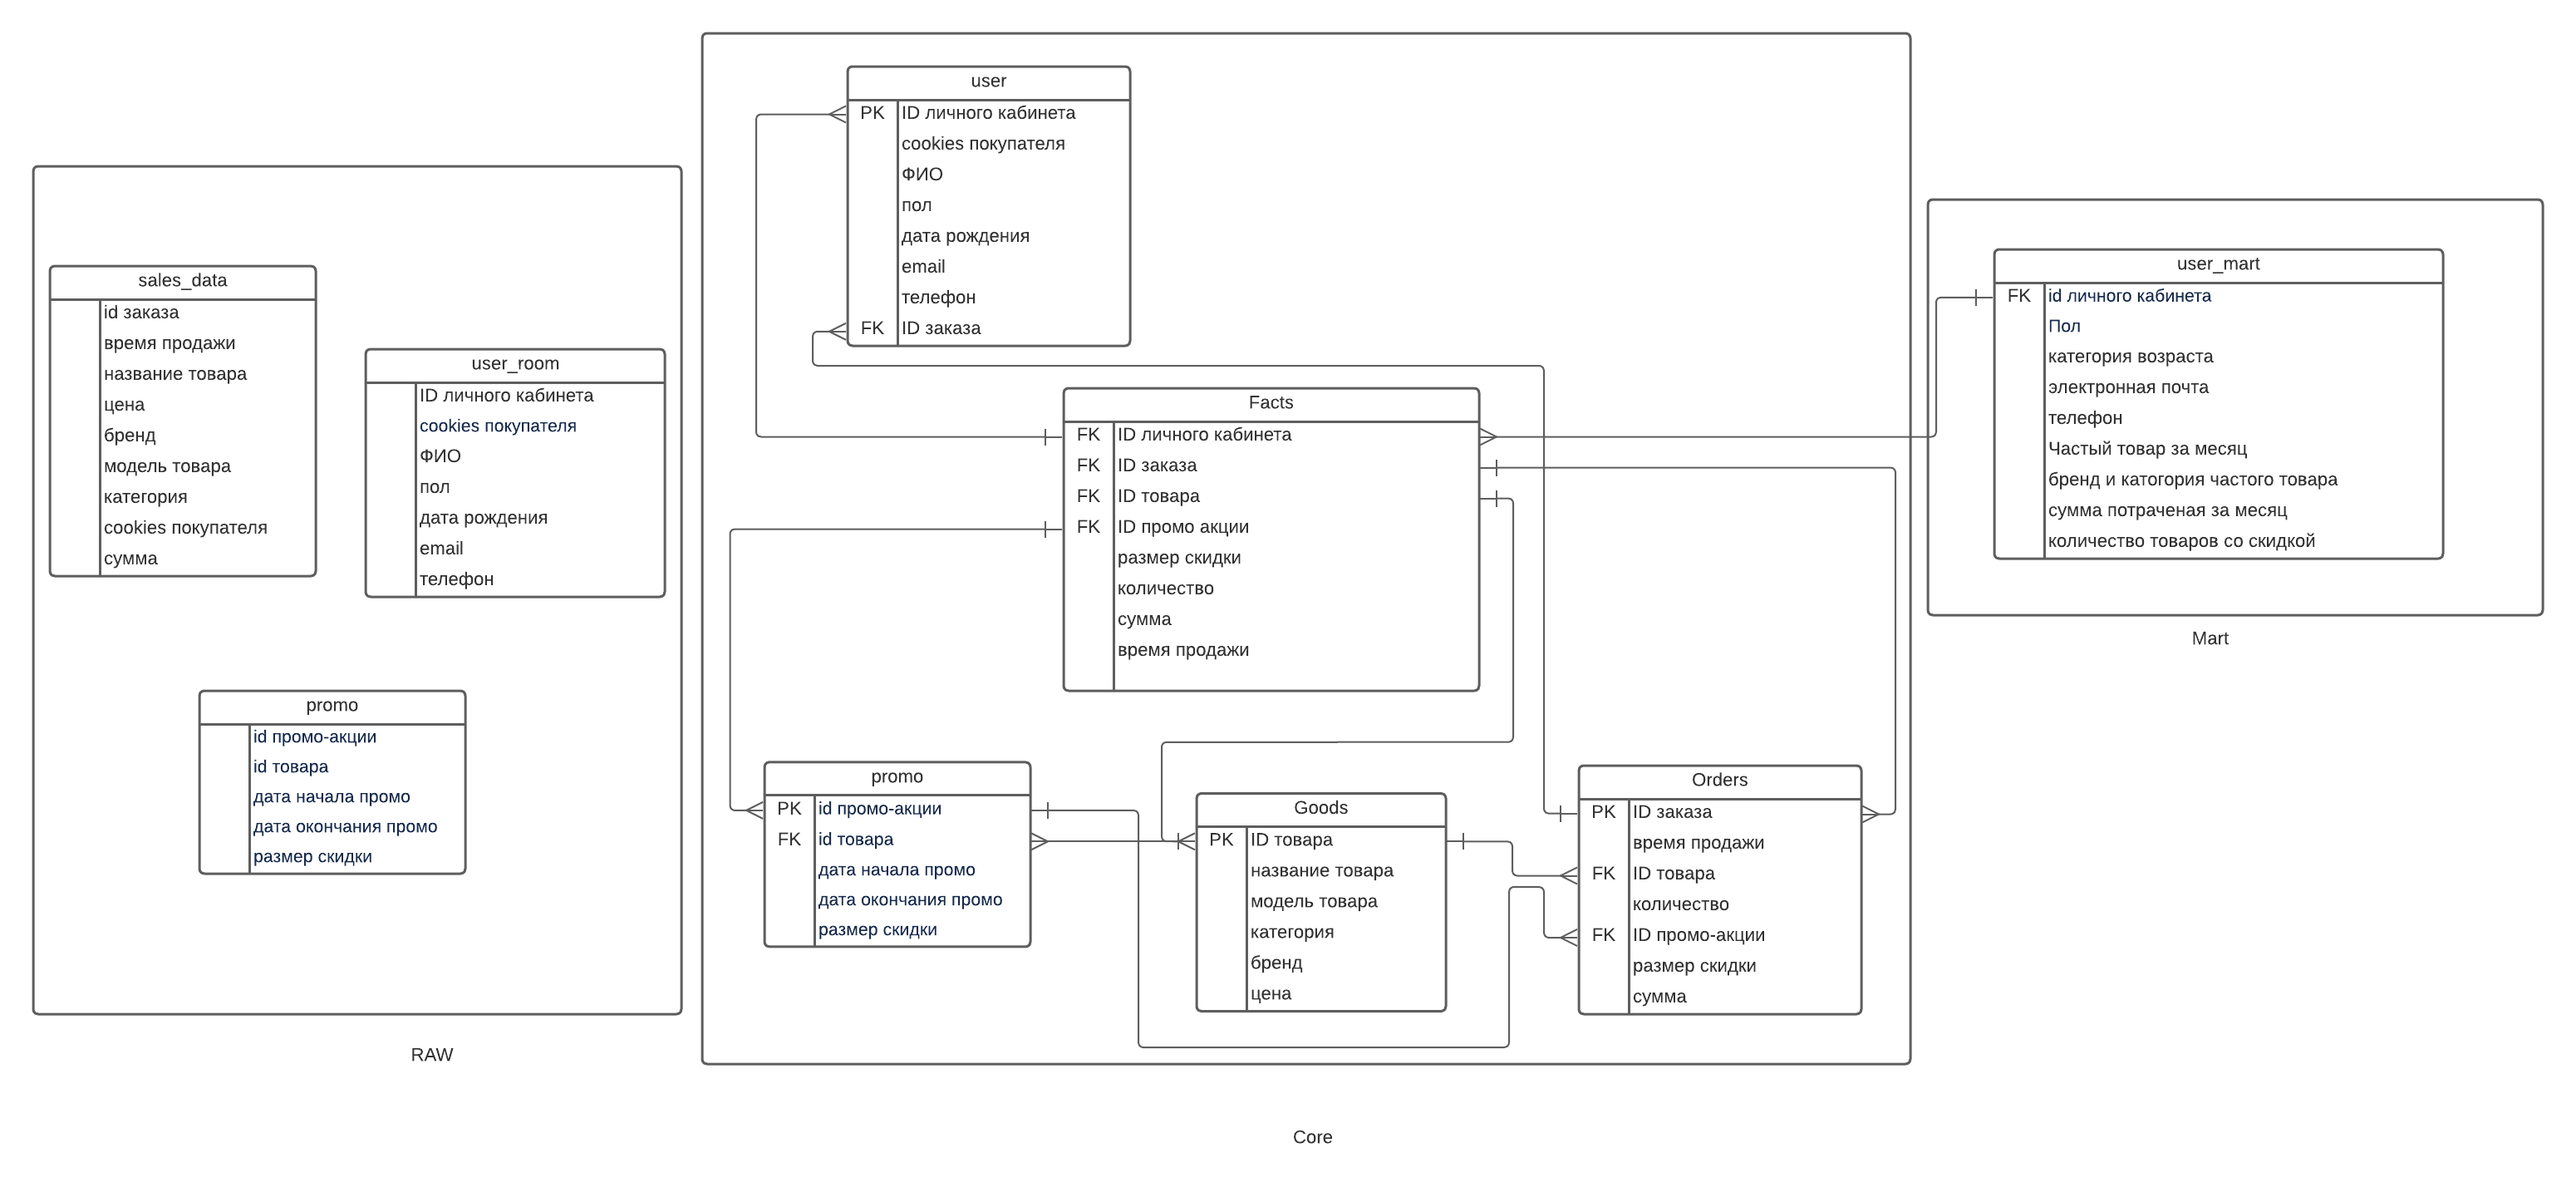 sales_data
id заказа
время продажи
название товара
цена
бренд
модель товара
категория
cookies покупателя
сумма
user_room
ID личного кабинета
cookies покупателя
ФИО
пол
дата рождения
email
телефон
promo
id промо-акции
id товара
дата начала промо
дата окончания промо
размер скидки
RAW
user
PK ID личного кабинета
cookies покупателя
ФИО
пол
дата рождения
email
телефон
FK ID заказа
Facts
FK ID личного кабинета
FK ID заказа
FK ID товара
FK ID промо акции
размер скидки
количество
сумма
время продажи
promo
PK id промо-акции
FK id товара
дата начала промо
дата окончания промо
размер скидки
Goods
PK ID товара
название товара
модель товара
категория
бренд
цена
Orders
PK ID заказа
время продажи
FK ID товара
количество
FK ID промо-акции
размер скидки
сумма
Core
user_mart
FK id личного кабинета
Пол
категория возраста
электронная почта
телефон
Частый товар за месяц
бренд и катогория частого товара
сумма потраченая за месяц
количество товаров со скидкой
Mart